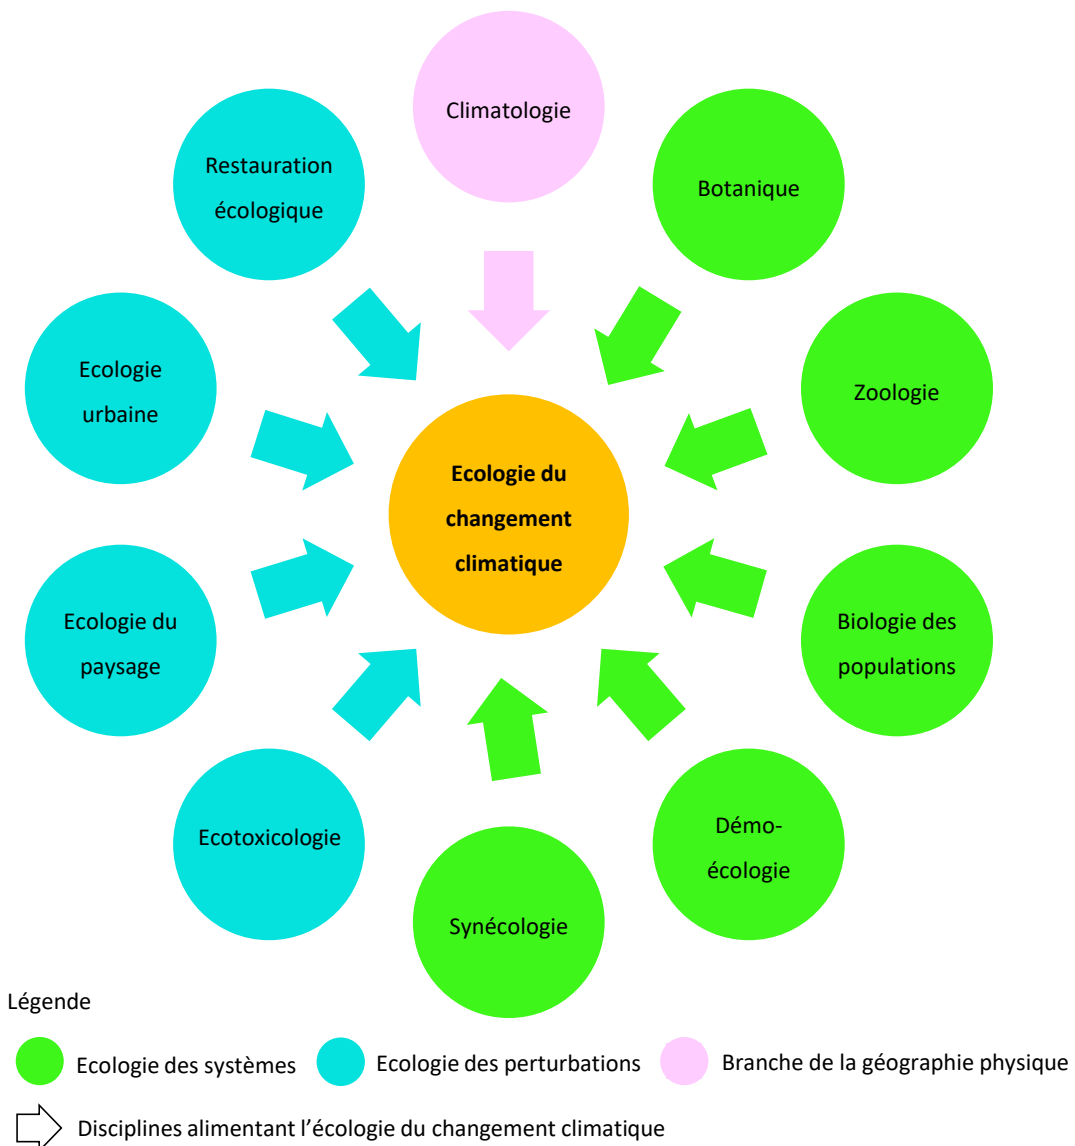 Climatologie
Botanique
Zoologie
Biologie des
populations
Démo-
écologie
Synécologie
Ecotoxicologie
Ecologie du
paysage
Ecologie
urbaine
Restauration
écologique
Ecologie du
changement
climatique
Légende
Ecologie des systèmes
Ecologie des perturbations
Branche de la géographie physique
Disciplines alimentant l’écologie du changement climatique